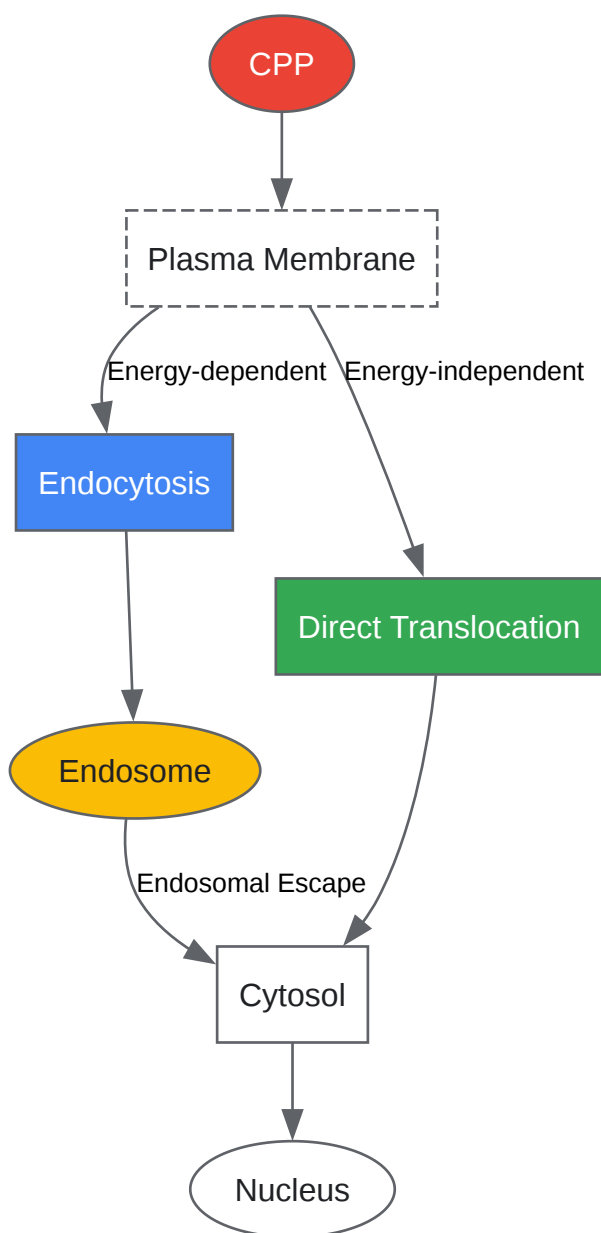 CPP
Plasma Membrane
Energy-dependent
Energy-independent
Endocytosis
Direct Translocation
Endosome
Endosomal Escape
Cytosol
Nucleus